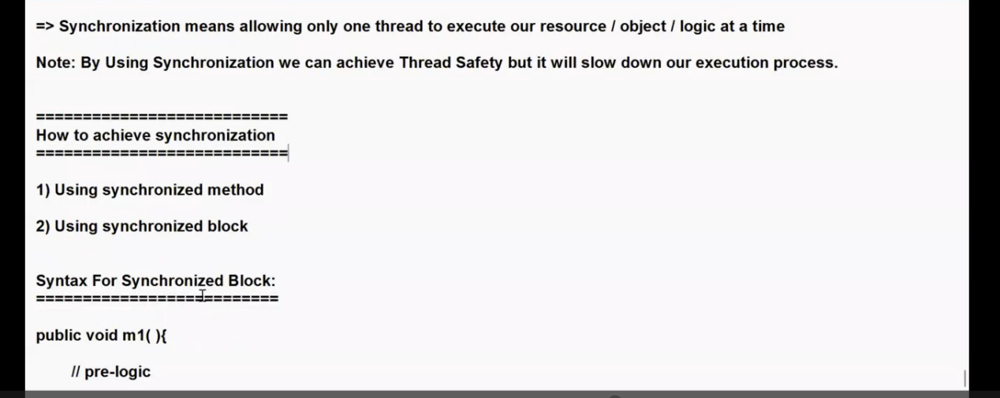 => Synchronization means allowing only one thread to execute our resource / object / logic at a time
Note: By Using Synchronization we can achieve Thread Safety but it will slow down our execution process.
===========================
How to achieve synchronization
===========================
1) Using synchronized method
2) Using synchronized block
Syntax For Synchronized Block:
==========================
public void m1( ){
// pre-logic